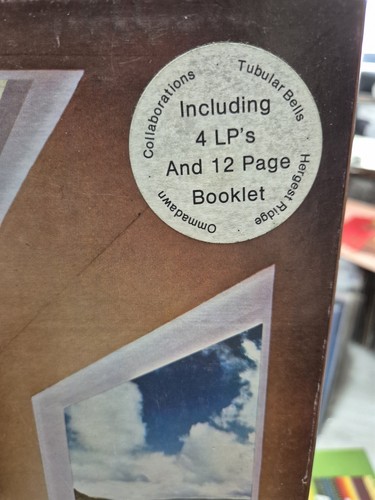 Collaborations
Tubular Bells
Hergest Ridge
Ommadawn
Including
4 LP's
And 12 Page
Booklet